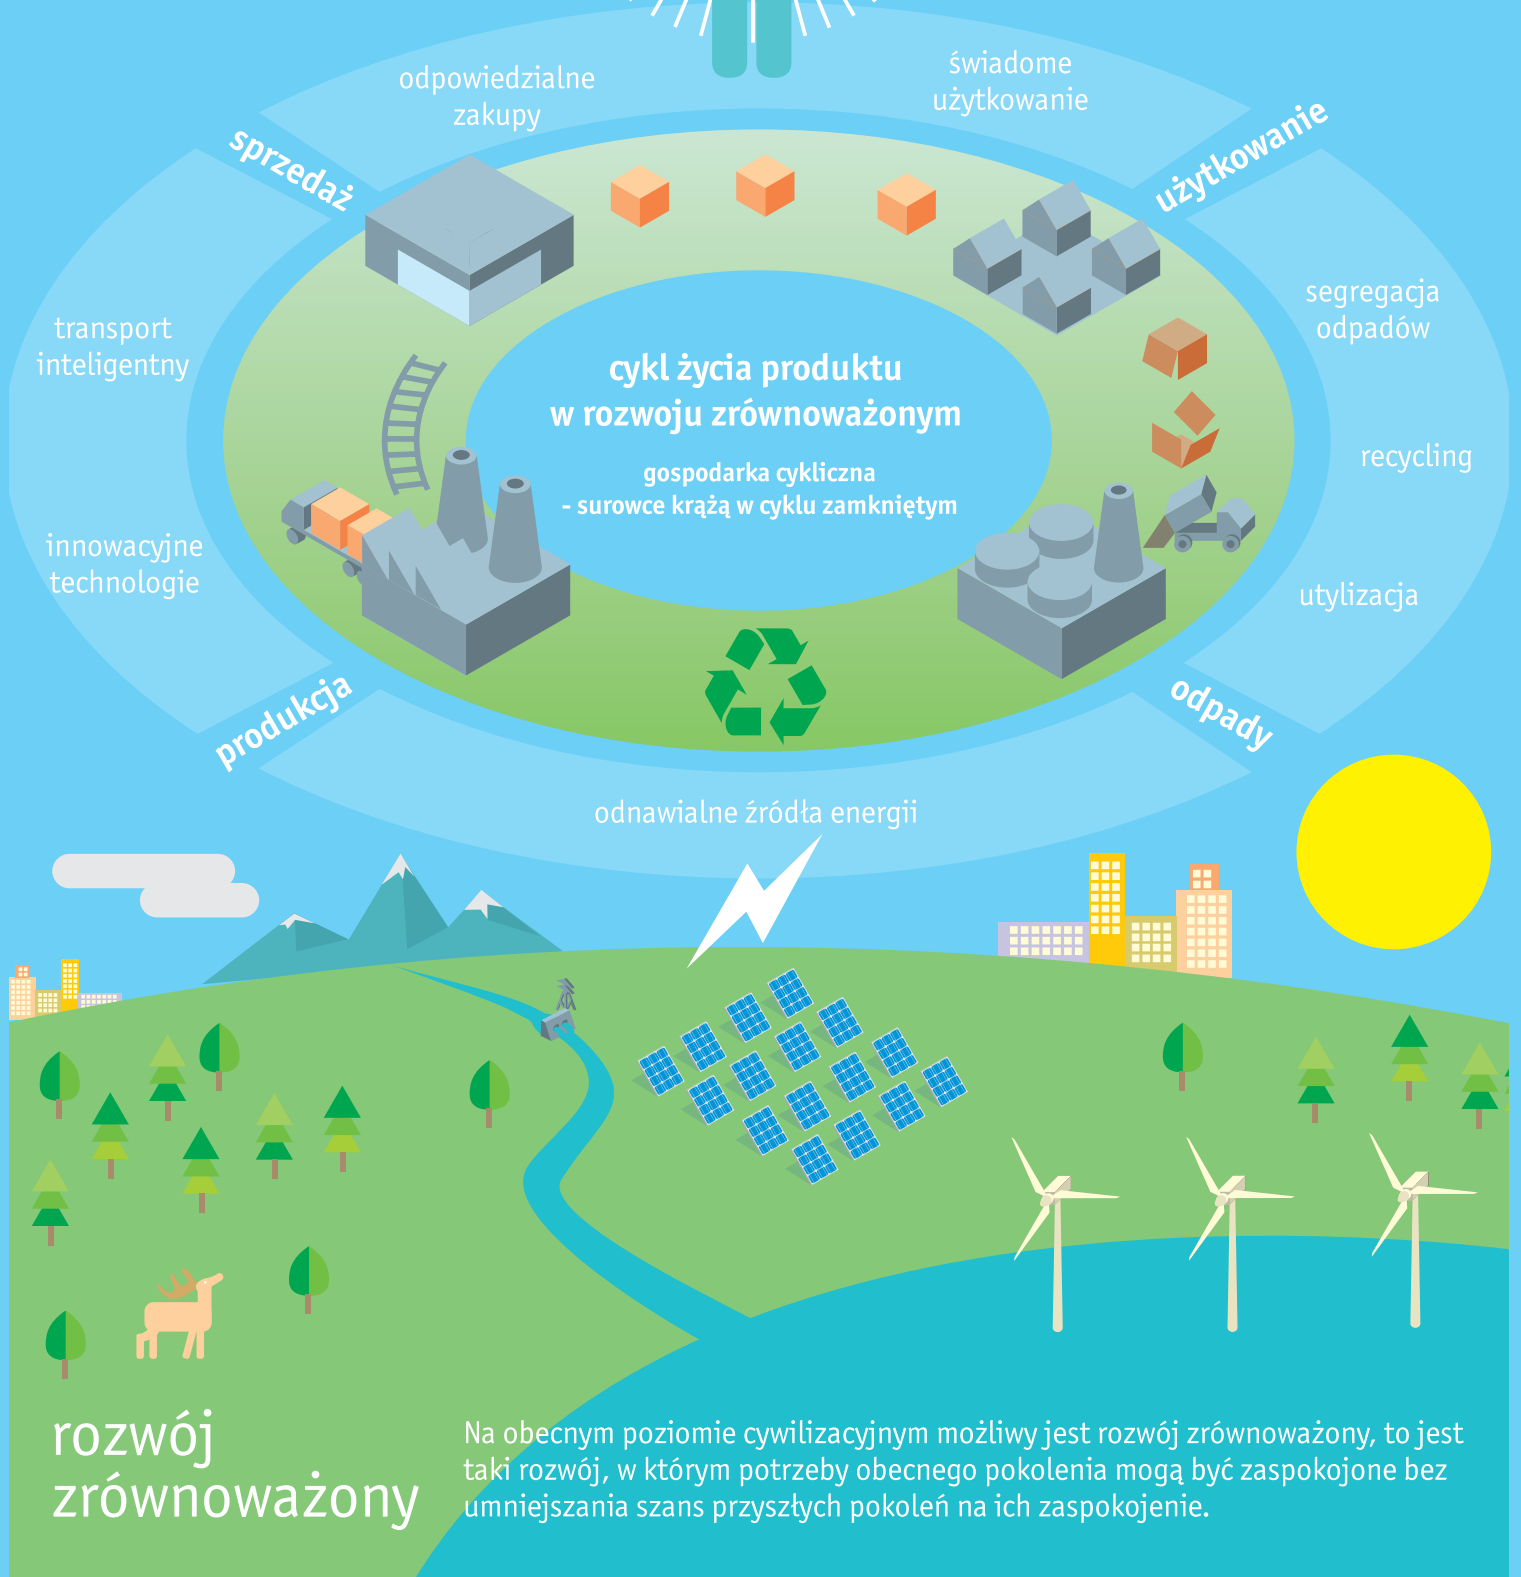 odpowiedzialne
zakupy
świadome
użytkowanie
sprzedaż
użytkowanie
transport
inteligentny
segregacja
odpadów
cykl życia produktu
w rozwoju zrównoważonym
gospodarka cykliczna
- surowce krążą w cyklu zamkniętym
recycling
innowacyjne
technologie
utylizacja
produkcja
odpady
odnawialne źródła energii
rozwój
zrównoważony
Na obecnym poziomie cywilizacyjnym możliwy jest rozwój zrównoważony, to jest
taki rozwój, w którym potrzeby obecnego pokolenia mogą być zaspokojone bez
umniejszania szans przyszłych pokoleń na ich zaspokojenie.